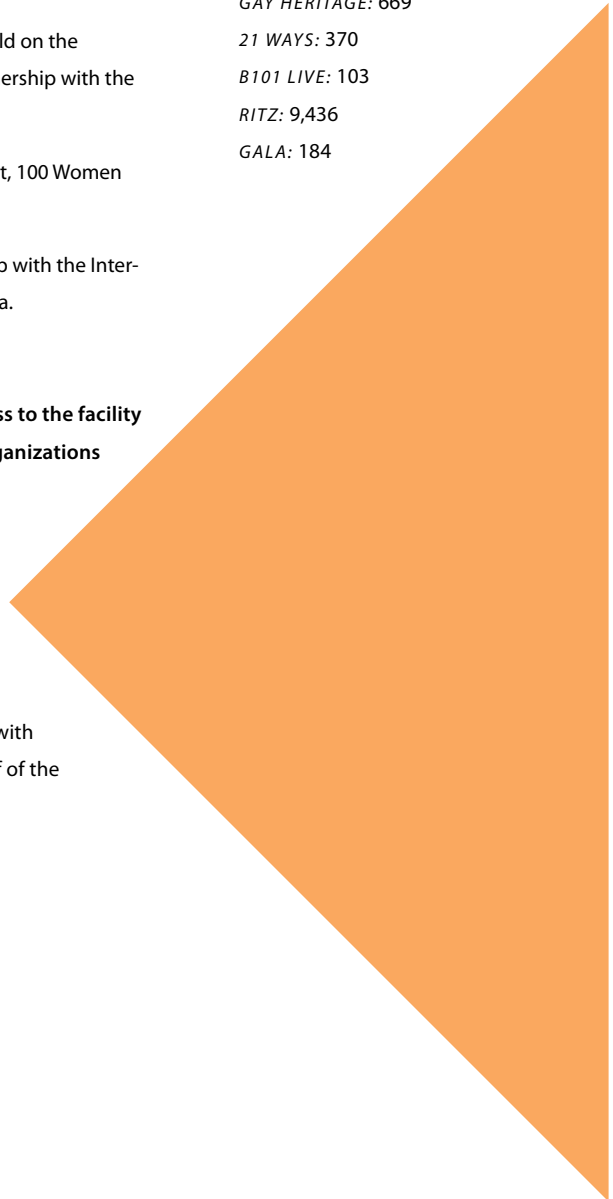 ld on the
ership with the
t, 100 Women
p with the Inter-
a.
ss to the facility
ganizations
with
f of the
GAY HERITAGE: 669
21 WAYS: 370
B101 LIVE: 103
RITZ: 9,436
GALA: 184